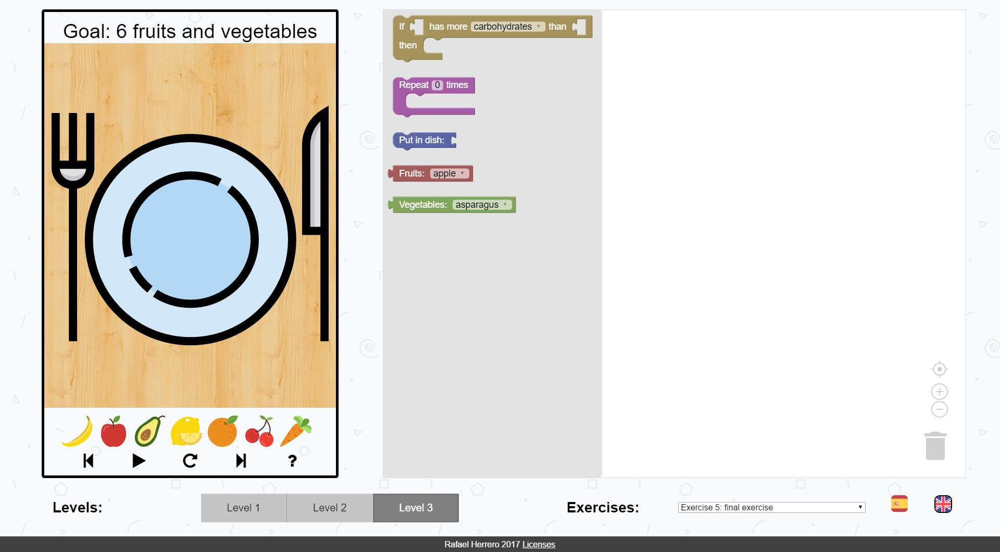 Goal: 6 fruits and vegetables
If has more carbohydrates than
then
Repeat 0 times
Put in dish:
Fruits: apple
Vegetables: asparagus
?
Levels:
Level 1
Level 2
Level 3
Exercises:
Exercise 5: final exercise
Rafael Herrero 2017 Licenses